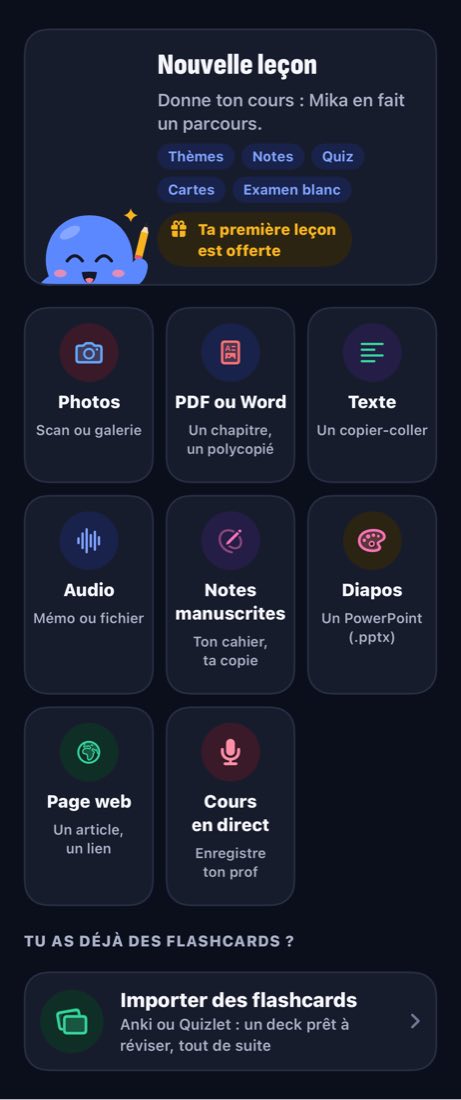 Nouvelle leçon
Donne ton cours : Mika en fait
un parcours.
Thèmes Notes Quiz
Cartes Examen blanc
Ta première leçon
est offerte
Photos
Scan ou galerie
PDF ou Word
Un chapitre,
un polycopié
Texte
Un copier-coller
Audio
Mémo ou fichier
Notes
manuscrites
Ton cahier,
ta copie
Diapos
Un PowerPoint
(.pptx)
Page web
Un article,
un lien
Cours
en direct
Enregistre
ton prof
TU AS DÉJÀ DES FLASHCARDS ?
Importer des flashcards
Anki ou Quizlet : un deck prêt à
réviser, tout de suite